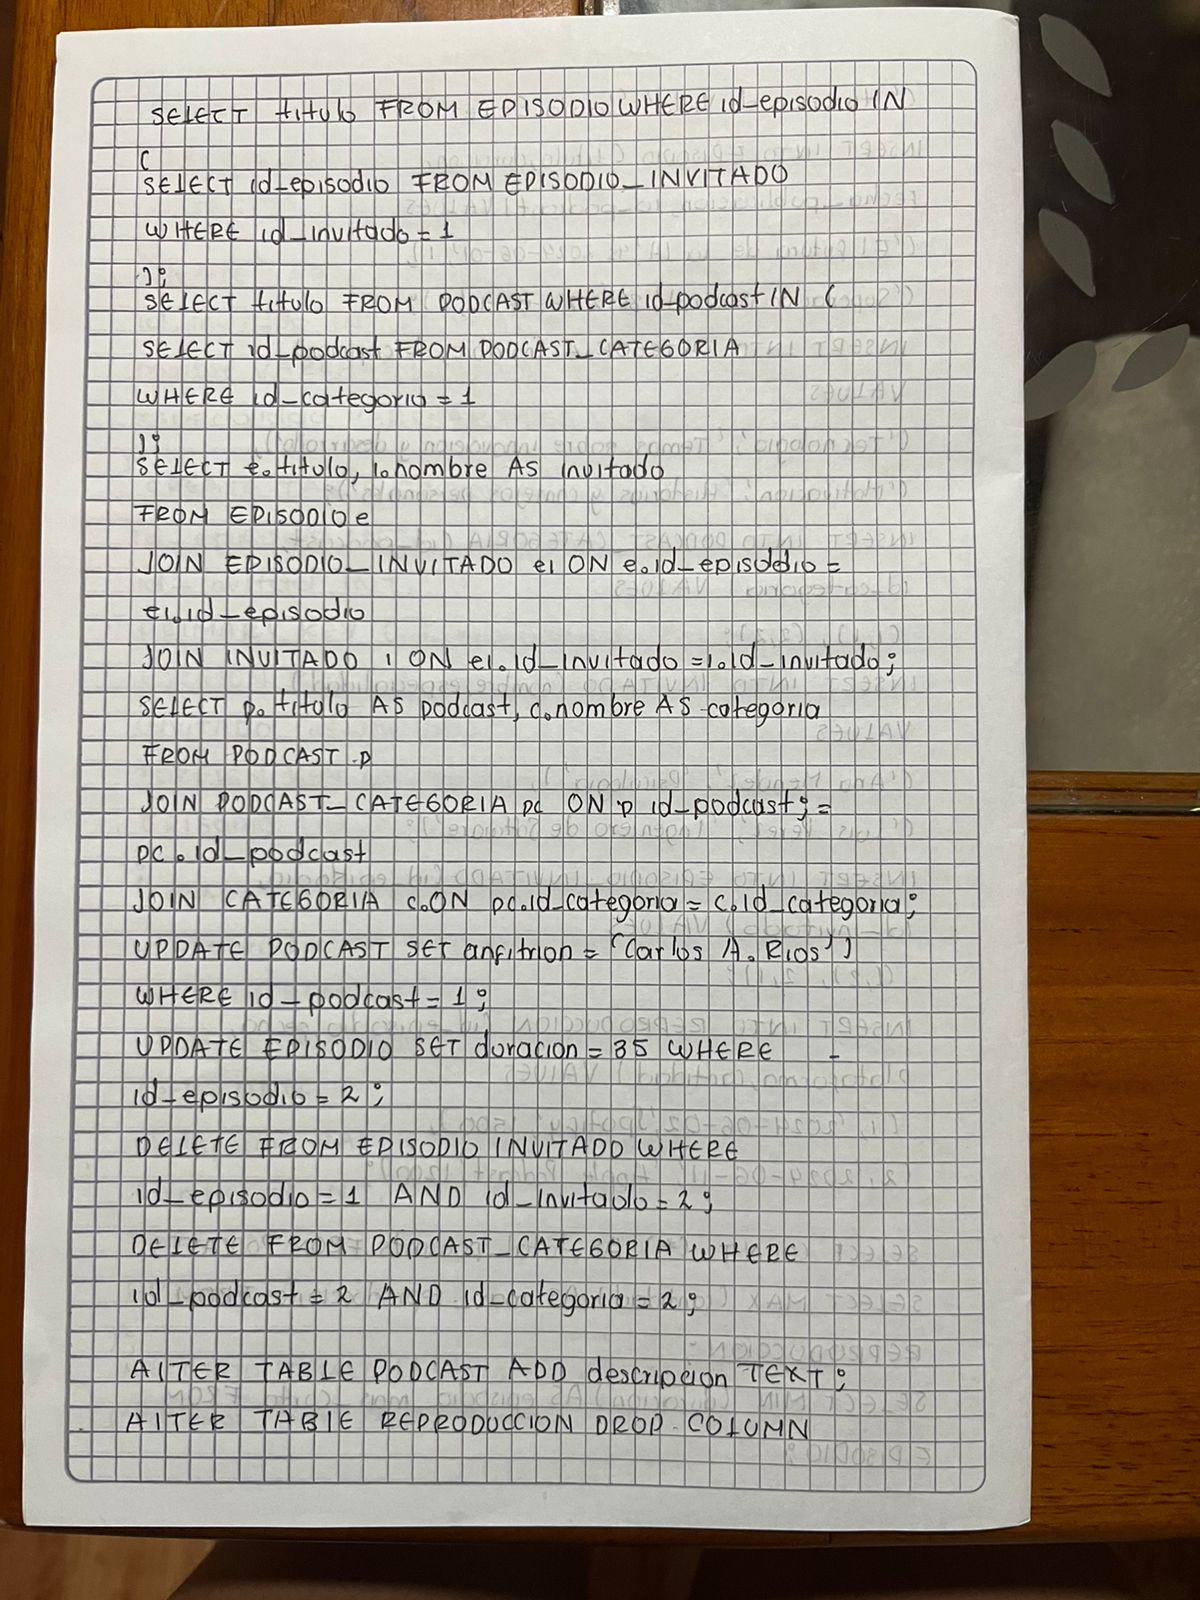 SELECT titulo FROM EPISODIO WHERE id_episodio IN
(
SELECT id_episodio FROM EPISODIO_INVITADO
WHERE id_invitado = 1
);
SELECT titulo FROM PODCAST WHERE id_podcast IN (
SELECT id_podcast FROM PODCAST_CATEGORIA
WHERE id_categoria = 1
);
SELECT e.titulo, i.nombre AS invitado
FROM EPISODIO e
JOIN EPISODIO_INVITADO ei ON e.id_episodio =
ei.id_episodio
JOIN INVITADO i ON ei.id_invitado = i.id_invitado;
SELECT p.titulo AS podcast, c.nombre AS categoria
FROM PODCAST p
JOIN PODCAST_CATEGORIA pc ON p id_podcast; =
pc.id_podcast
JOIN CATEGORIA c.ON pc.id_categoria = c.id_categoria;
UPDATE PODCAST SET anfitrion = 'Carlos A. Rios')
WHERE id_podcast = 1;
UPDATE EPISODIO SET duracion = 35 WHERE -
id_episodio = 2;
DELETE FROM EPISODIO INVITADO WHERE
id_episodio = 1 AND id_invitado = 2;
DELETE FROM PODCAST_CATEGORIA WHERE
id_podcast = 2 AND id_categoria = 2;
ALTER TABLE PODCAST ADD descripcion TEXT;
ALTER TABLE REPRODUCCION DROP COLUMN